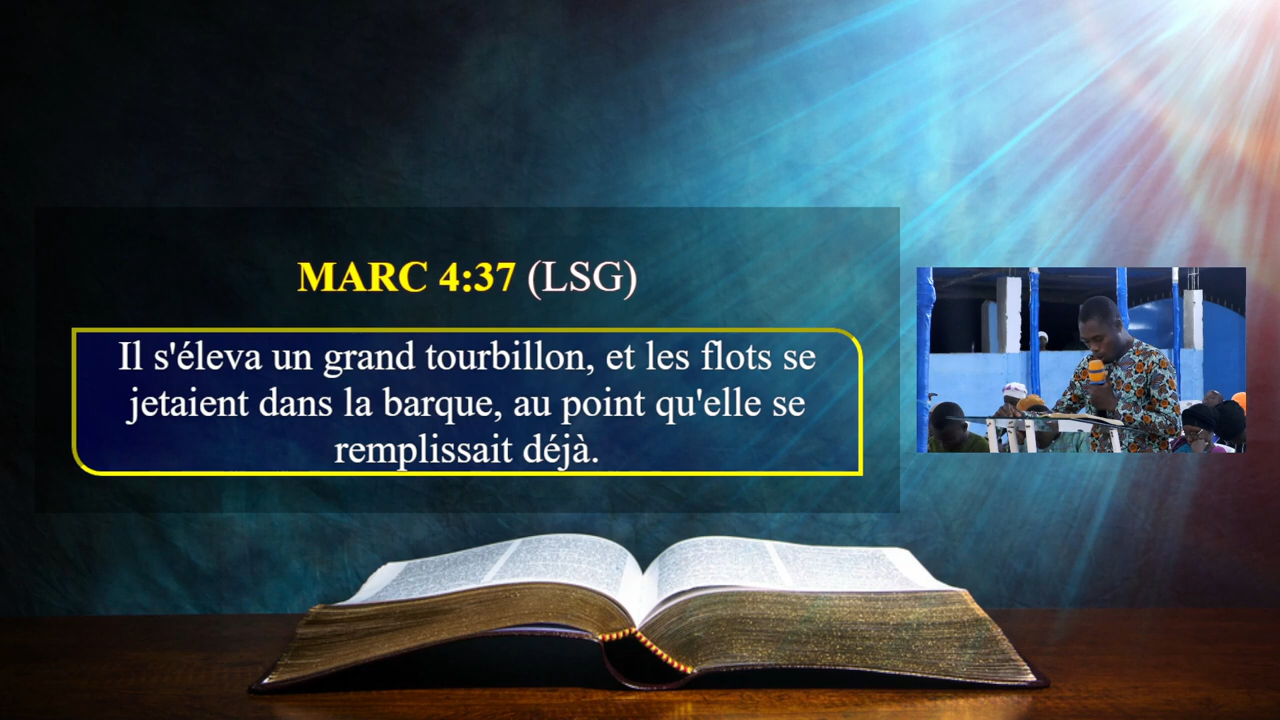 MARC 4:37 (LSG)
Il s'éleva un grand tourbillon, et les flots se
jetaient dans la barque, au point qu'elle se
remplissait déjà.